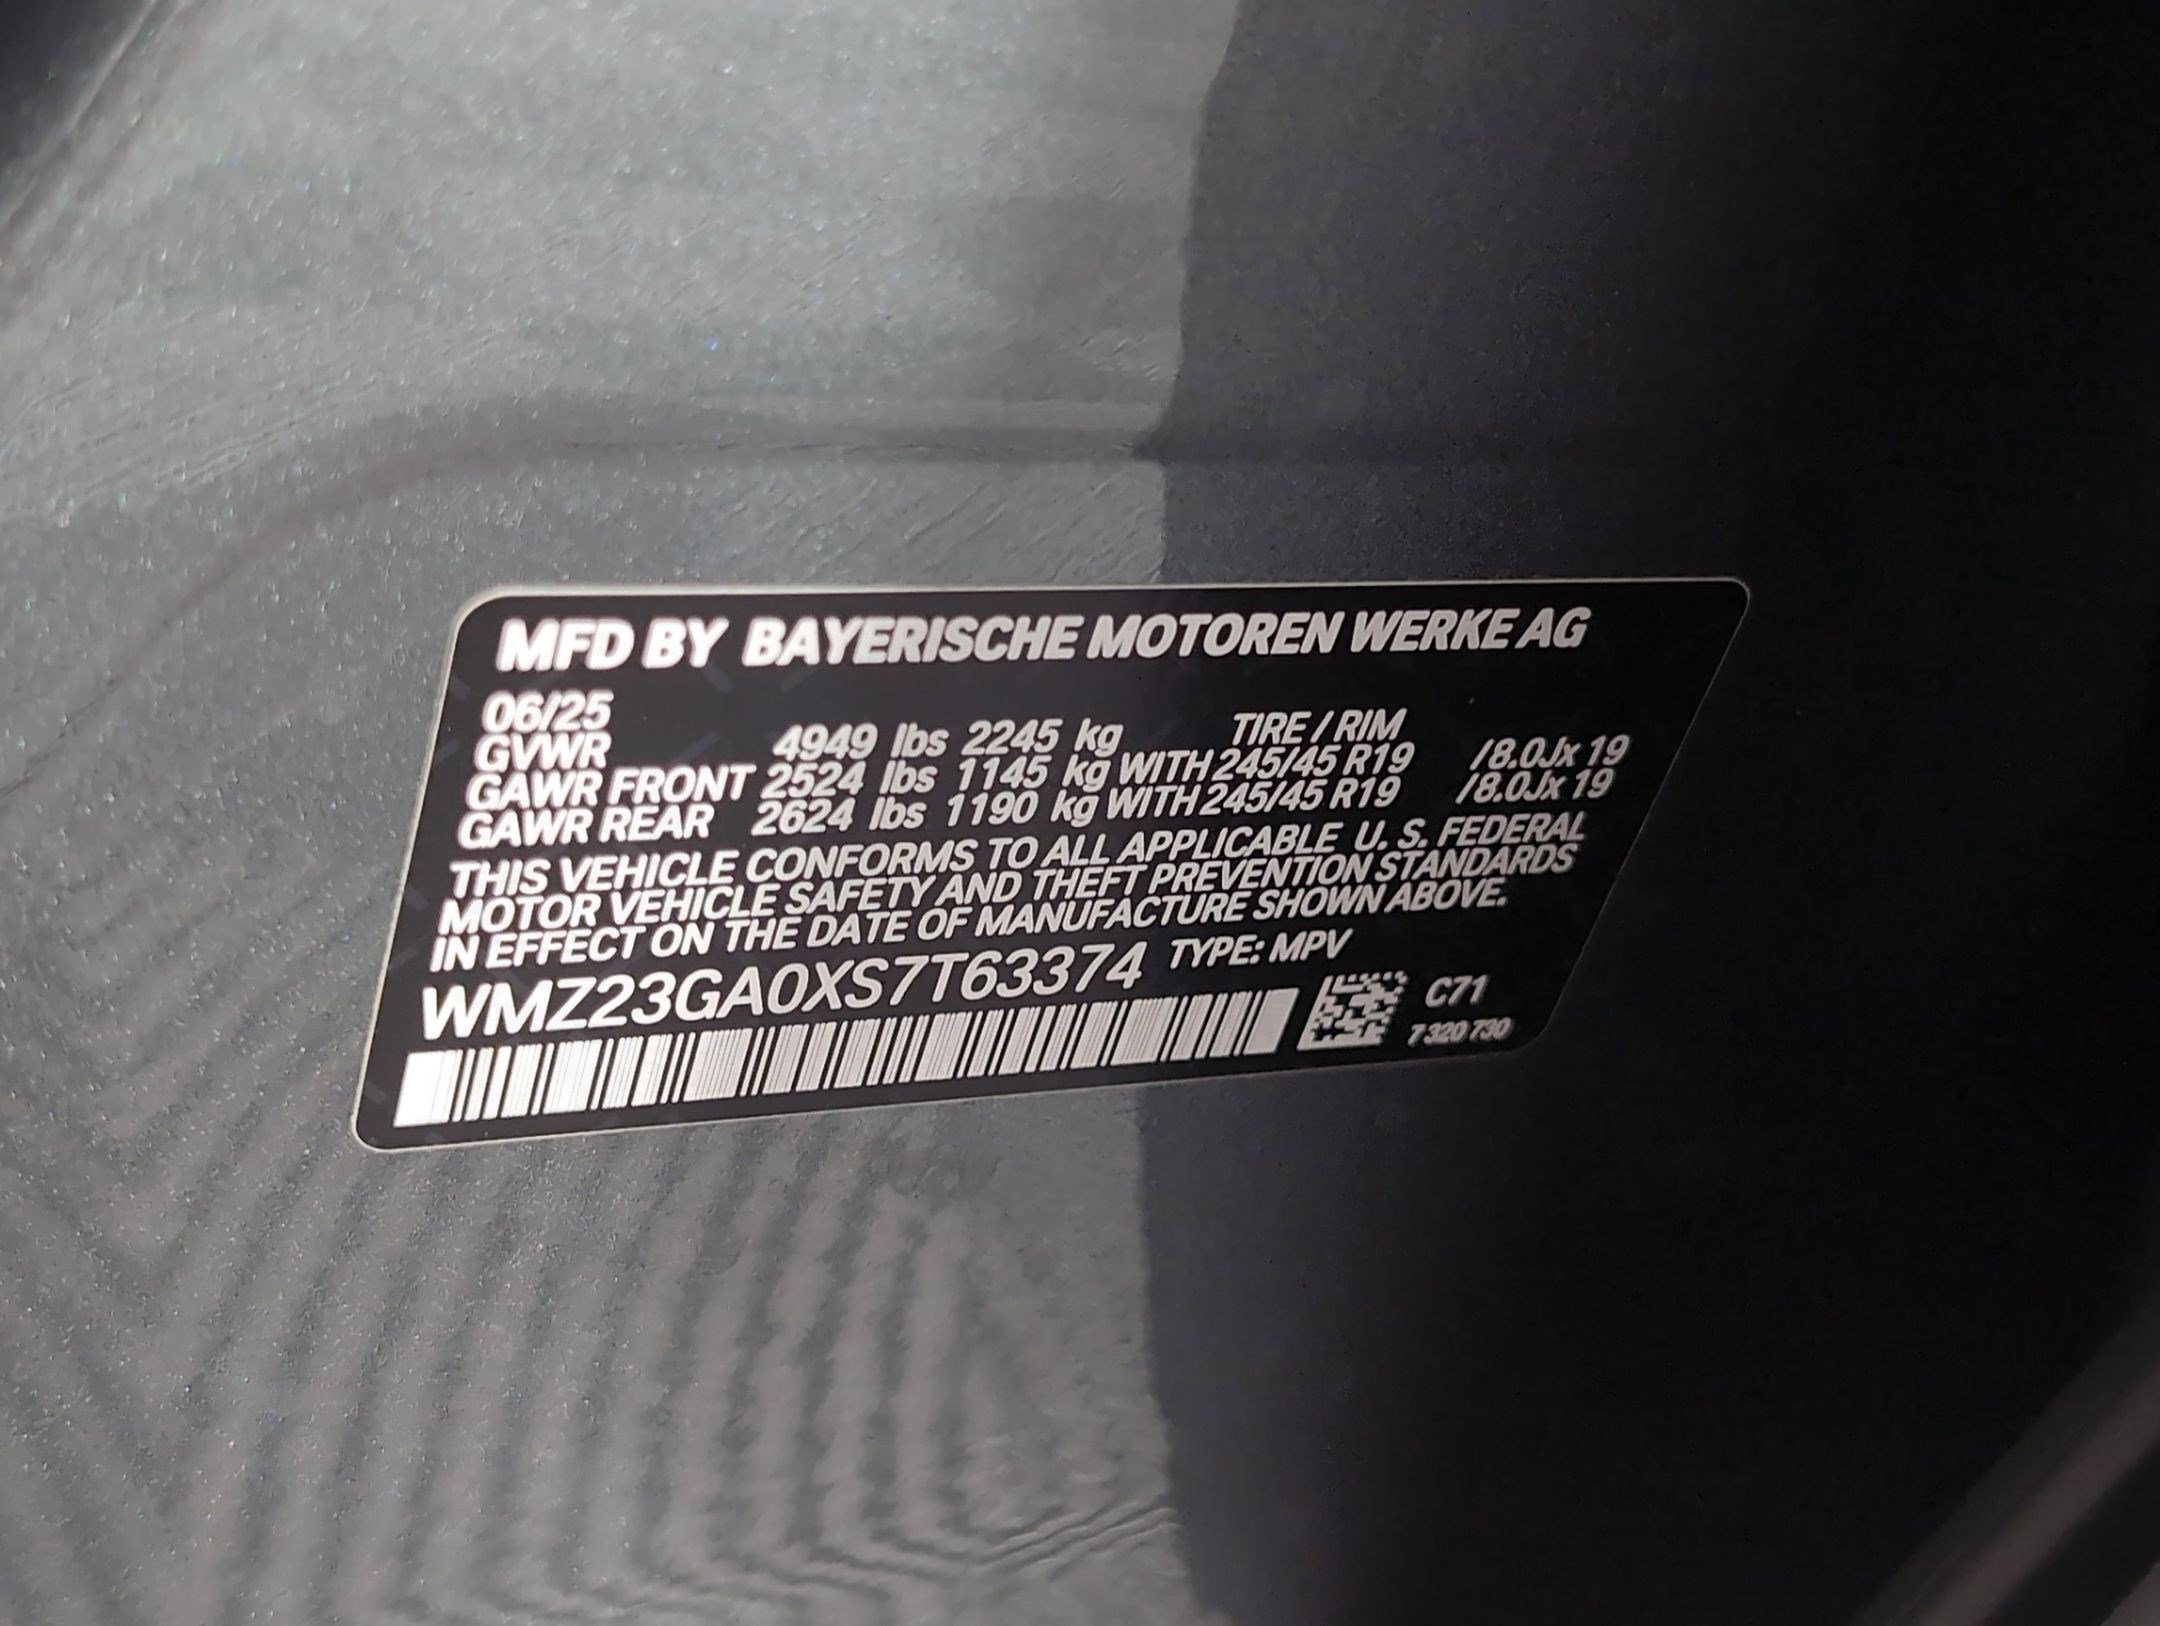 MFD BY BAYERISCHE MOTOREN WERKE AG
06/25
GVWR 4949 lbs 2245 kg TIRE / RIM
GAWR FRONT 2524 lbs 1145 kg WITH 245/45 R19 /8.0Jx 19
GAWR REAR 2624 lbs 1190 kg WITH 245/45 R19 /8.0Jx 19
THIS VEHICLE CONFORMS TO ALL APPLICABLE U. S. FEDERAL
MOTOR VEHICLE SAFETY AND THEFT PREVENTION STANDARDS
IN EFFECT ON THE DATE OF MANUFACTURE SHOWN ABOVE.
WMZ23GA0XS7T63374 TYPE: MPV
C71
7 320 730